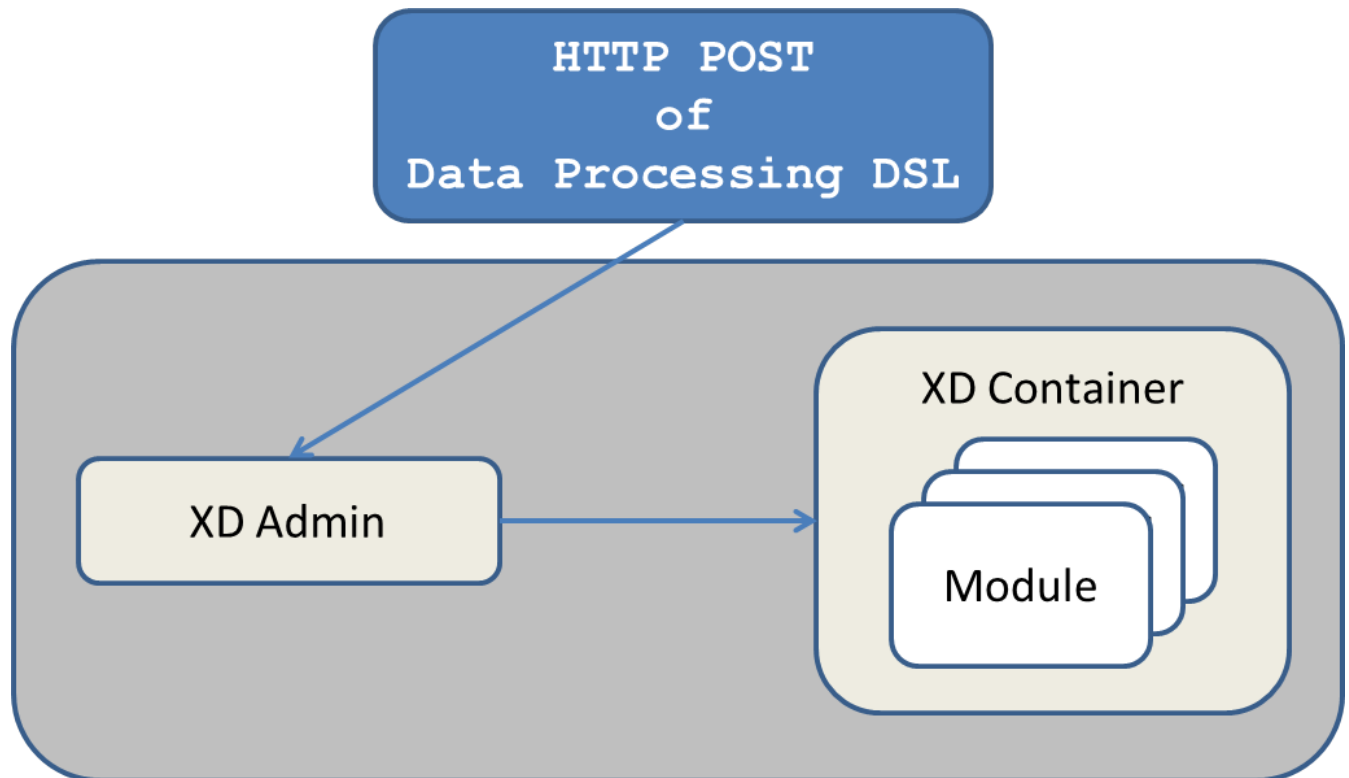 HTTP POST
of
Data Processing DSL
XD Container
XD Admin
Module